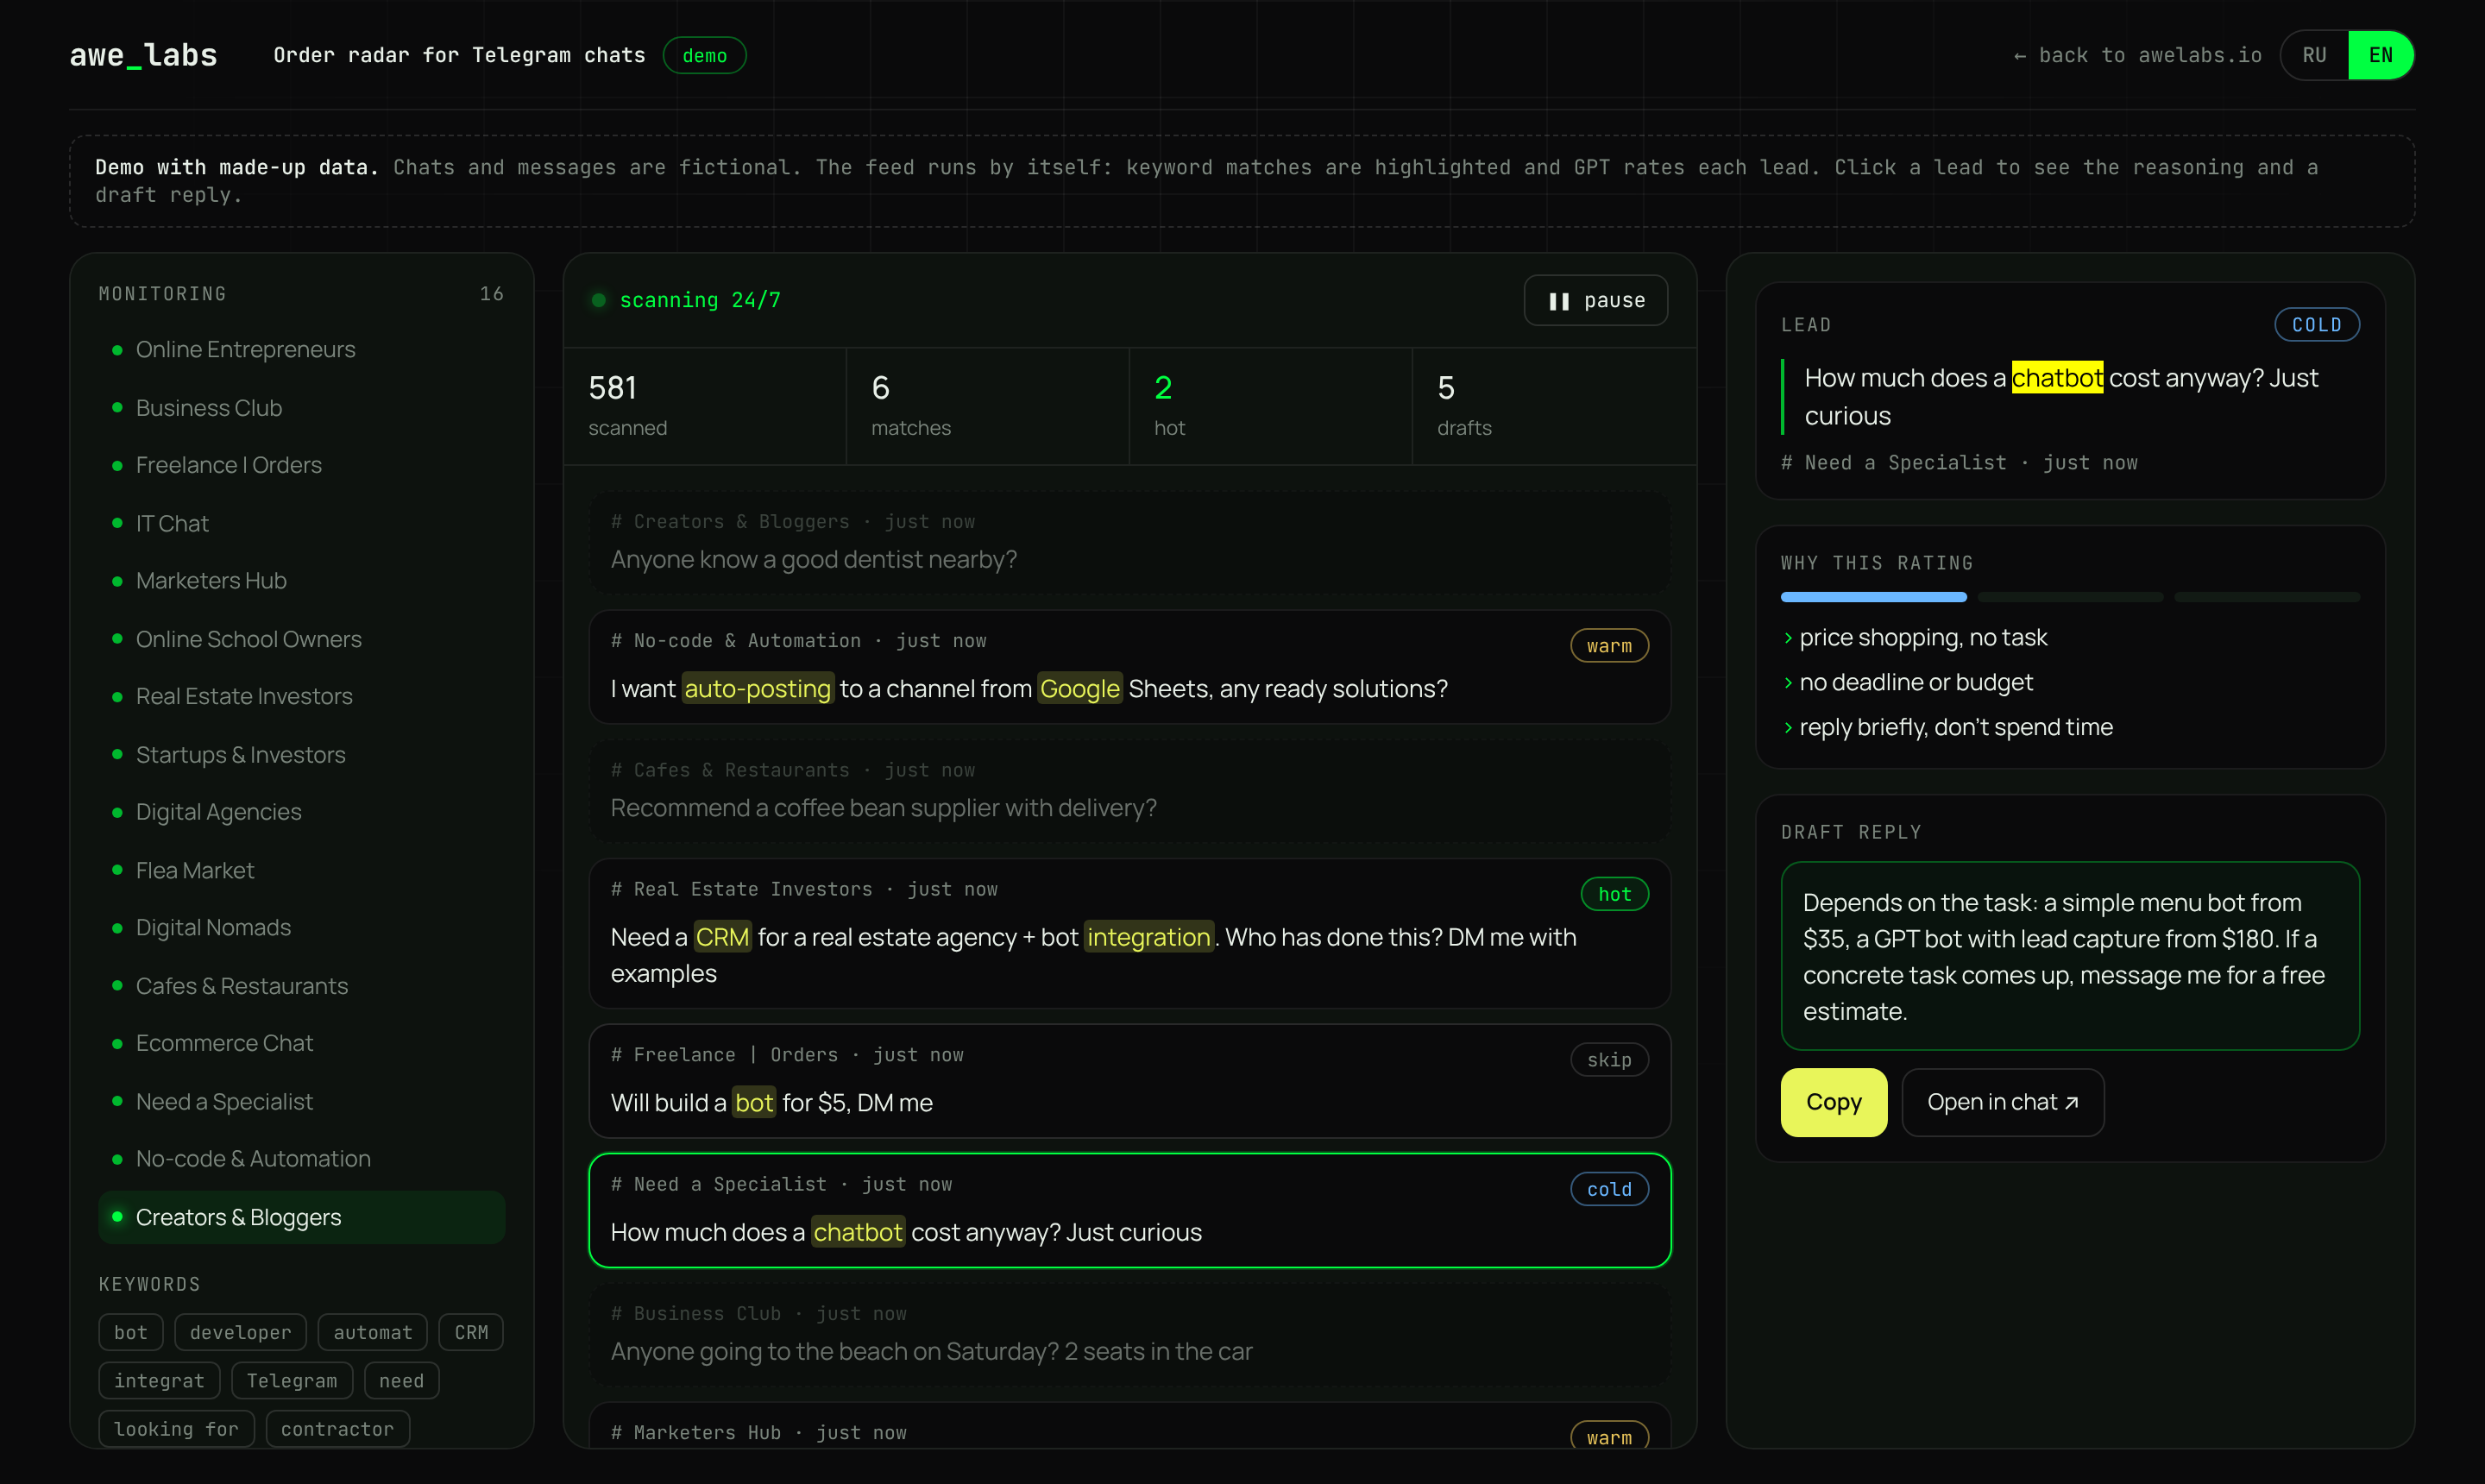 awe_labs
Order radar for Telegram chats
demo
← back to awelabs.io
RU
EN
Demo with made-up data. Chats and messages are fictional. The feed runs by itself: keyword matches are highlighted and GPT rates each lead. Click a lead to see the reasoning and a
draft reply.
MONITORING
16
Online Entrepreneurs
Business Club
Freelance | Orders
IT Chat
Marketers Hub
Online School Owners
Real Estate Investors
Startups & Investors
Digital Agencies
Flea Market
Digital Nomads
Cafes & Restaurants
Ecommerce Chat
Need a Specialist
No-code & Automation
Creators & Bloggers
KEYWORDS
bot
developer
automat
CRM
integrat
Telegram
need
looking for
contractor
scanning 24/7
pause
581
scanned
6
matches
2
hot
5
drafts
# Creators & Bloggers · just now
Anyone know a good dentist nearby?
# No-code & Automation · just now
warm
I want auto-posting to a channel from Google Sheets, any ready solutions?
# Cafes & Restaurants · just now
Recommend a coffee bean supplier with delivery?
# Real Estate Investors · just now
hot
Need a CRM for a real estate agency + bot integration. Who has done this? DM me with
examples
# Freelance | Orders · just now
skip
Will build a bot for $5, DM me
# Need a Specialist · just now
cold
How much does a chatbot cost anyway? Just curious
# Business Club · just now
Anyone going to the beach on Saturday? 2 seats in the car
# Marketers Hub · just now
warm
LEAD
COLD
How much does a chatbot cost anyway? Just
curious
# Need a Specialist · just now
WHY THIS RATING
› price shopping, no task
› no deadline or budget
› reply briefly, don't spend time
DRAFT REPLY
Depends on the task: a simple menu bot from
$35, a GPT bot with lead capture from $180. If a
concrete task comes up, message me for a free
estimate.
Copy
Open in chat ↗